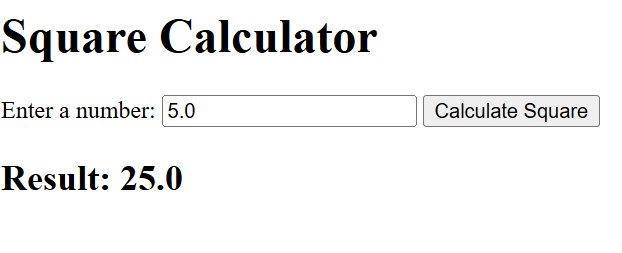 Square Calculator
Enter a number: 5.0 Calculate Square
Result: 25.0